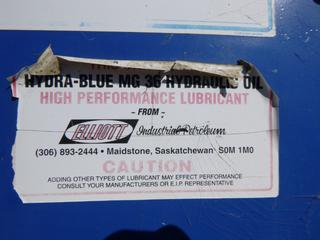 HYDRA-BLUE MG 36 HYDRAULIC OIL
HIGH PERFORMANCE LUBRICANT
- FROM -
ELLIOTT Industrial Petroleum
(306) 893-2444 • Maidstone, Saskatchewan S0M 1M0
CAUTION
ADDING OTHER TYPES OF LUBRICANT MAY EFFECT PERFORMANCE
CONSULT YOUR MANUFACTURERS OR E.I.P. REPRESENTATIVE